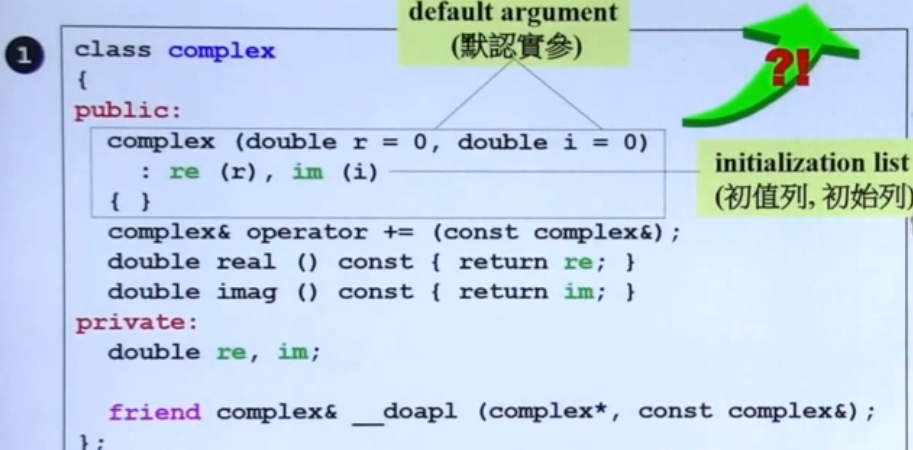 default argument
(默認實參)
1
class complex
{
public:
complex (double r = 0, double i = 0)
: re (r), im (i)
{ }
?!
initialization list
(初值列, 初始列)
complex& operator += (const complex&);
double real () const { return re; }
double imag () const { return im; }
private:
double re, im;
friend complex& __doapl (complex*, const complex&);
};